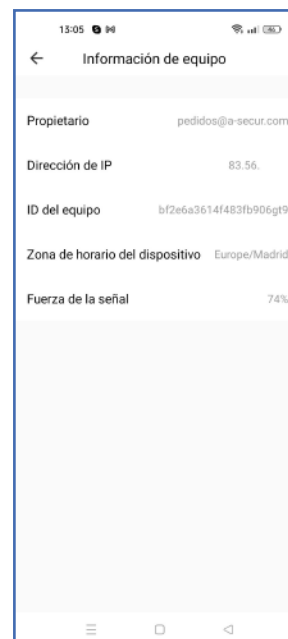 13:05
Información de equipo
Propietario pedidos@a-secur.com
Dirección de IP 83.56.
ID del equipo bf2e6a3614f483fb906gt9
Zona de horario del dispositivo Europe/Madrid
Fuerza de la señal 74%